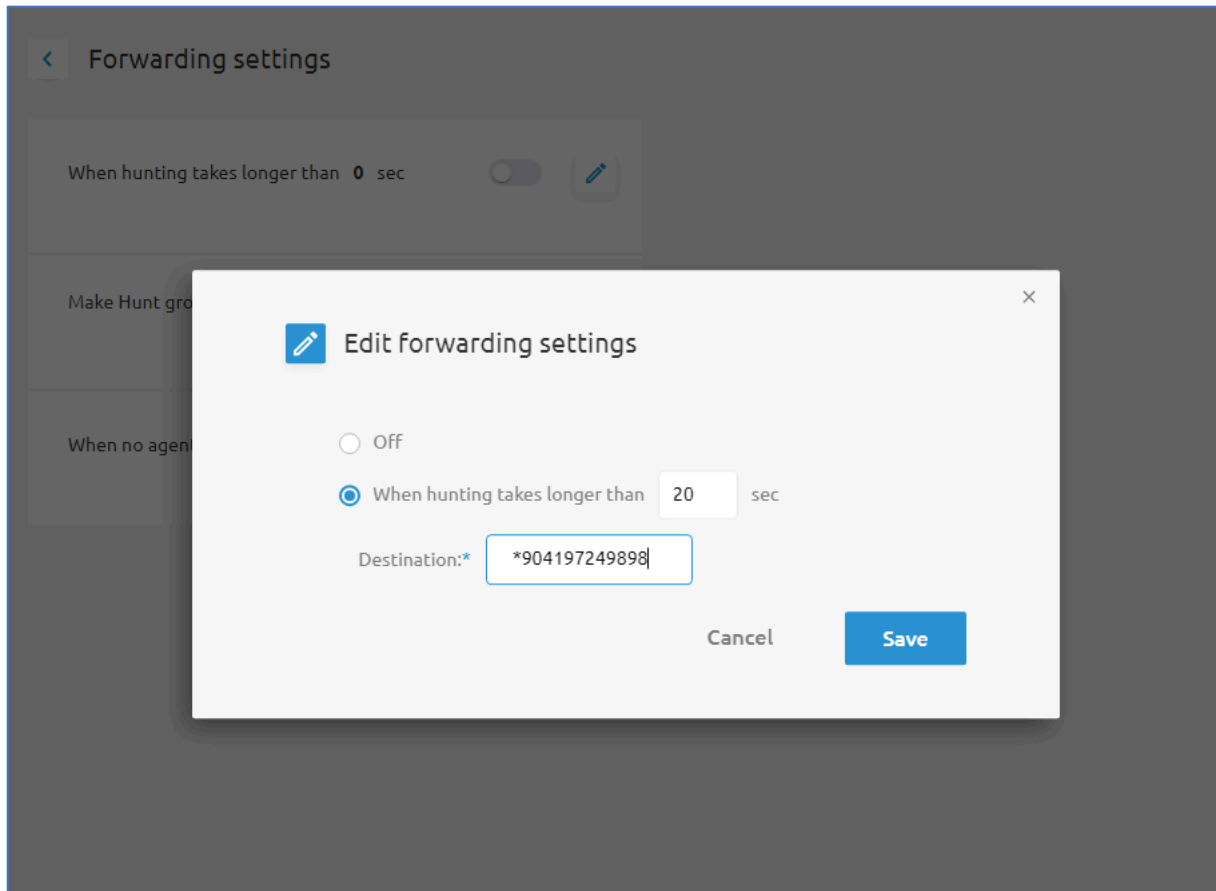 Forwarding settings
When hunting takes longer than 0 sec
Make Hunt gro
When no agent
×
Edit forwarding settings
Off
When hunting takes longer than 20 sec
Destination:* *904197249898
Cancel Save